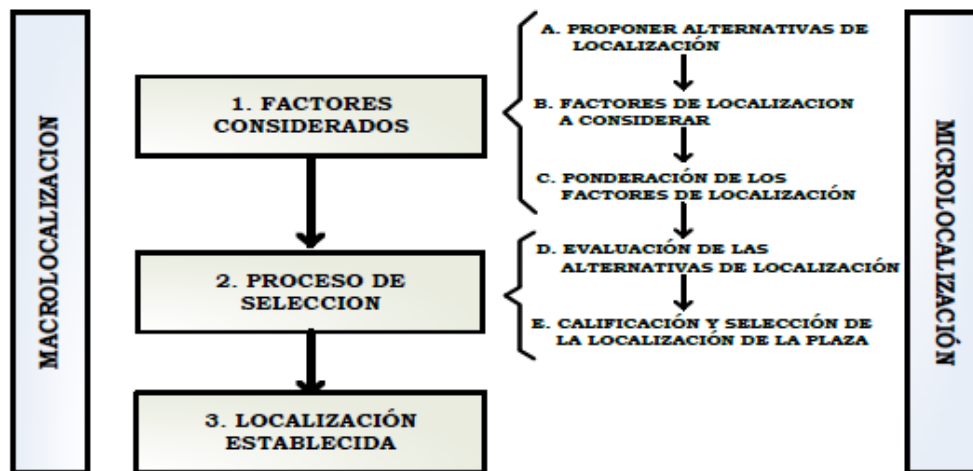 MACROLOCALIZACION
1. FACTORES
CONSIDERADOS
2. PROCESO DE
SELECCION
3. LOCALIZACIÓN
ESTABLECIDA
A. PROPONER ALTERNATIVAS DE
LOCALIZACIÓN
B. FACTORES DE LOCALIZACION
A CONSIDERAR
C. PONDERACIÓN DE LOS
FACTORES DE LOCALIZACIÓN
D. EVALUACIÓN DE LAS
ALTERNATIVAS DE LOCALIZACIÓN
E. CALIFICACIÓN Y SELECCIÓN DE
LA LOCALIZACIÓN DE LA PLAZA
MICROLOCALIZACIÓN